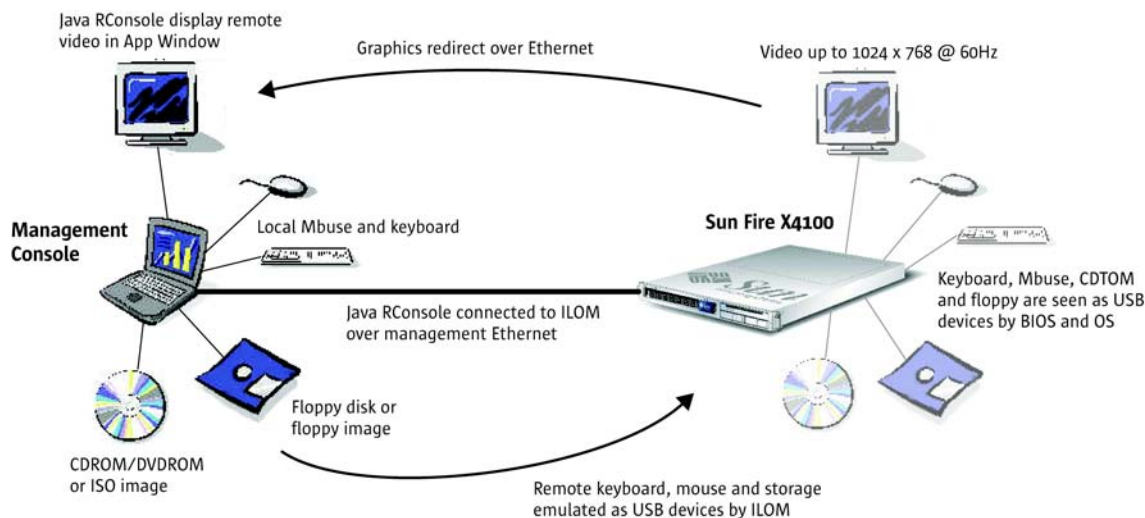 Java RConsole display remote
video in App Window
Graphics redirect over Ethernet
Video up to 1024 x 768 @ 60Hz
Management
Console
Local Mbuse and keyboard
Sun Fire X4100
Sun
Keyboard, Mbuse, CDTOM
and floppy are seen as USB
devices by BIOS and OS
Java RConsole connected to ILOM
over management Ethernet
Floppy disk or
floppy image
CDROM/DVDROM
or ISO image
Remote keyboard, mouse and storage
emulated as USB devices by ILOM